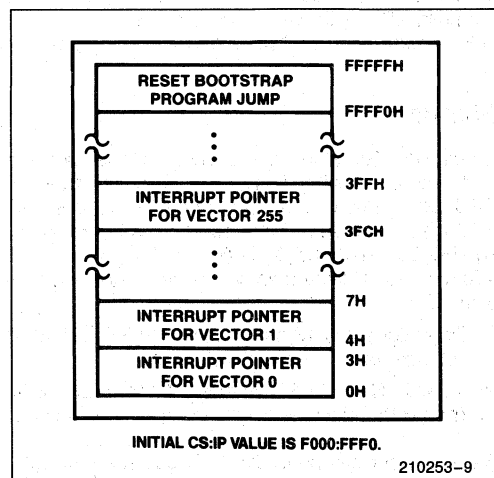 FFFFFH
RESET BOOTSTRAP
PROGRAM JUMP
FFFF0H
3FFH
INTERRUPT POINTER
FOR VECTOR 255
3FCH
7H
INTERRUPT POINTER
FOR VECTOR 1
4H
3H
INTERRUPT POINTER
FOR VECTOR 0
0H
INITIAL CS:IP VALUE IS F000:FFF0.
210253–9